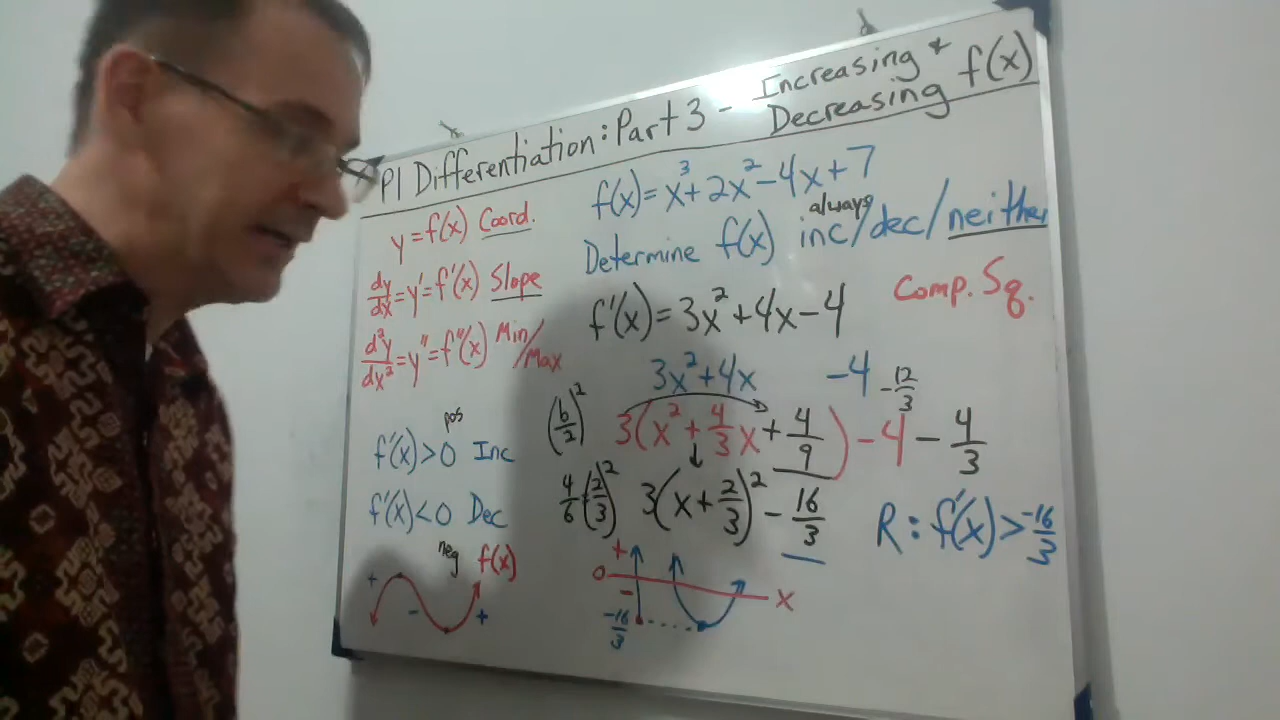 P1 Differentiation: Part 3 - Increasing + Decreasing f(x)
y = f(x) Coord.
dy/dx = y' = f'(x) Slope
d²y/dx² = y'' = f''(x) Min/Max
pos
f'(x) > 0 Inc
f'(x) < 0 Dec
neg
f(x)
+ - +
f(x) = x³ + 2x² - 4x + 7
always
Determine f(x) inc/dec/neither
f'(x) = 3x² + 4x - 4
Comp. Sq.
3x² + 4x -4 -12/3
(b/2)² 3(x² + 4/3 x + 4/9) - 4 - 4/3
4/6 (2/3)² 3(x + 2/3)² - 16/3
R: f'(x) > -16/3
+
0
-
-16/3
x